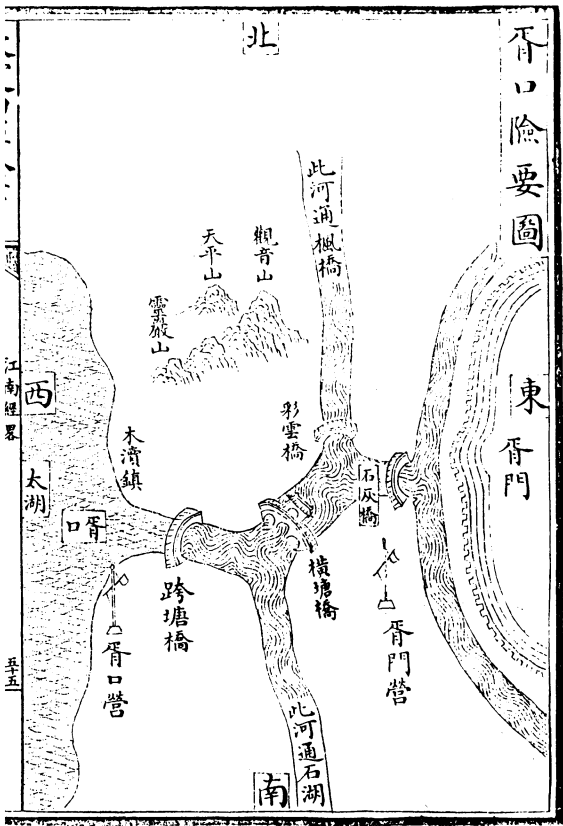 胥口險要圖
北
東
胥門
此河通楓橋
觀音山
天平山
靈巖山
彩雲橋
石灰橋
橫塘橋
胥門營
跨塘橋
木瀆鎮
胥口
胥口營
此河通石湖
南
西
太湖
江南經畧
五十五